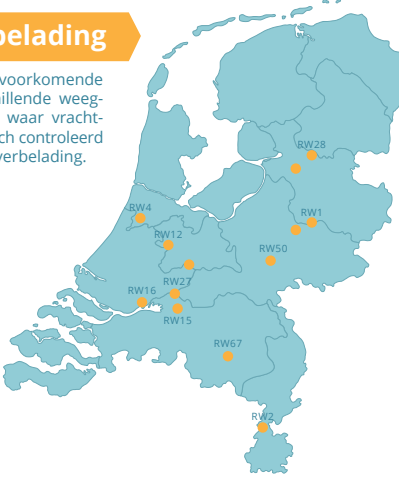 belading
voorkomende
illende weeg-
waar vracht-
ch controleerd
verbelading.
RW28
RW4
RW1
RW12
RW50
RW27
RW16
RW15
RW67
RW2